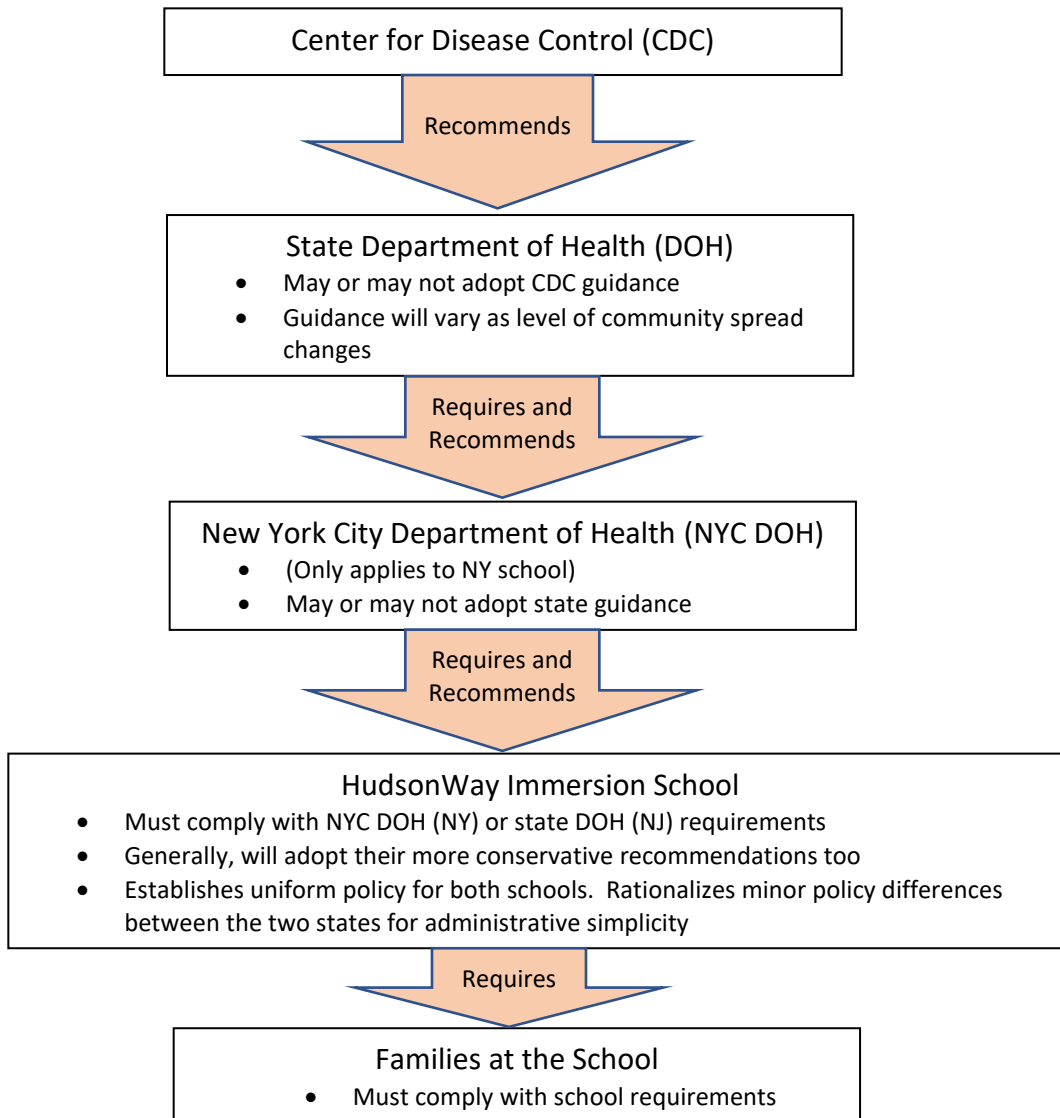 Center for Disease Control (CDC)
Recommends
State Department of Health (DOH)
• May or may not adopt CDC guidance
• Guidance will vary as level of community spread
changes
Requires and
Recommends
New York City Department of Health (NYC DOH)
• (Only applies to NY school)
• May or may not adopt state guidance
Requires and
Recommends
HudsonWay Immersion School
• Must comply with NYC DOH (NY) or state DOH (NJ) requirements
• Generally, will adopt their more conservative recommendations too
• Establishes uniform policy for both schools.  Rationalizes minor policy differences
between the two states for administrative simplicity
Requires
Families at the School
• Must comply with school requirements